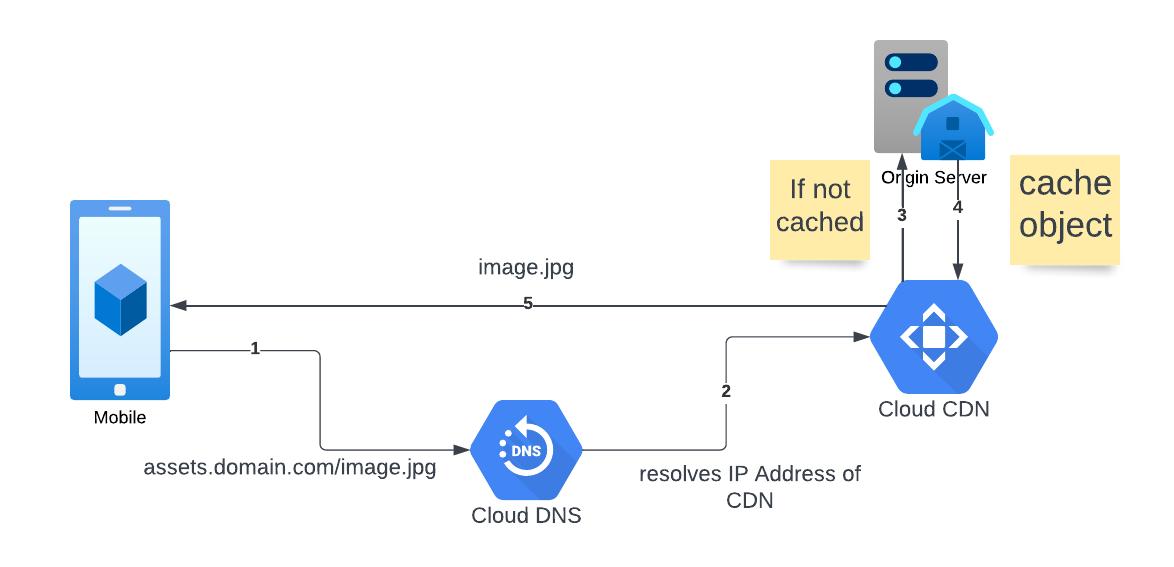 Origin Server
If not
cached
cache
object
3
4
image.jpg
5
1
2
Mobile
Cloud CDN
assets.domain.com/image.jpg
DNS
resolves IP Address of
CDN
Cloud DNS